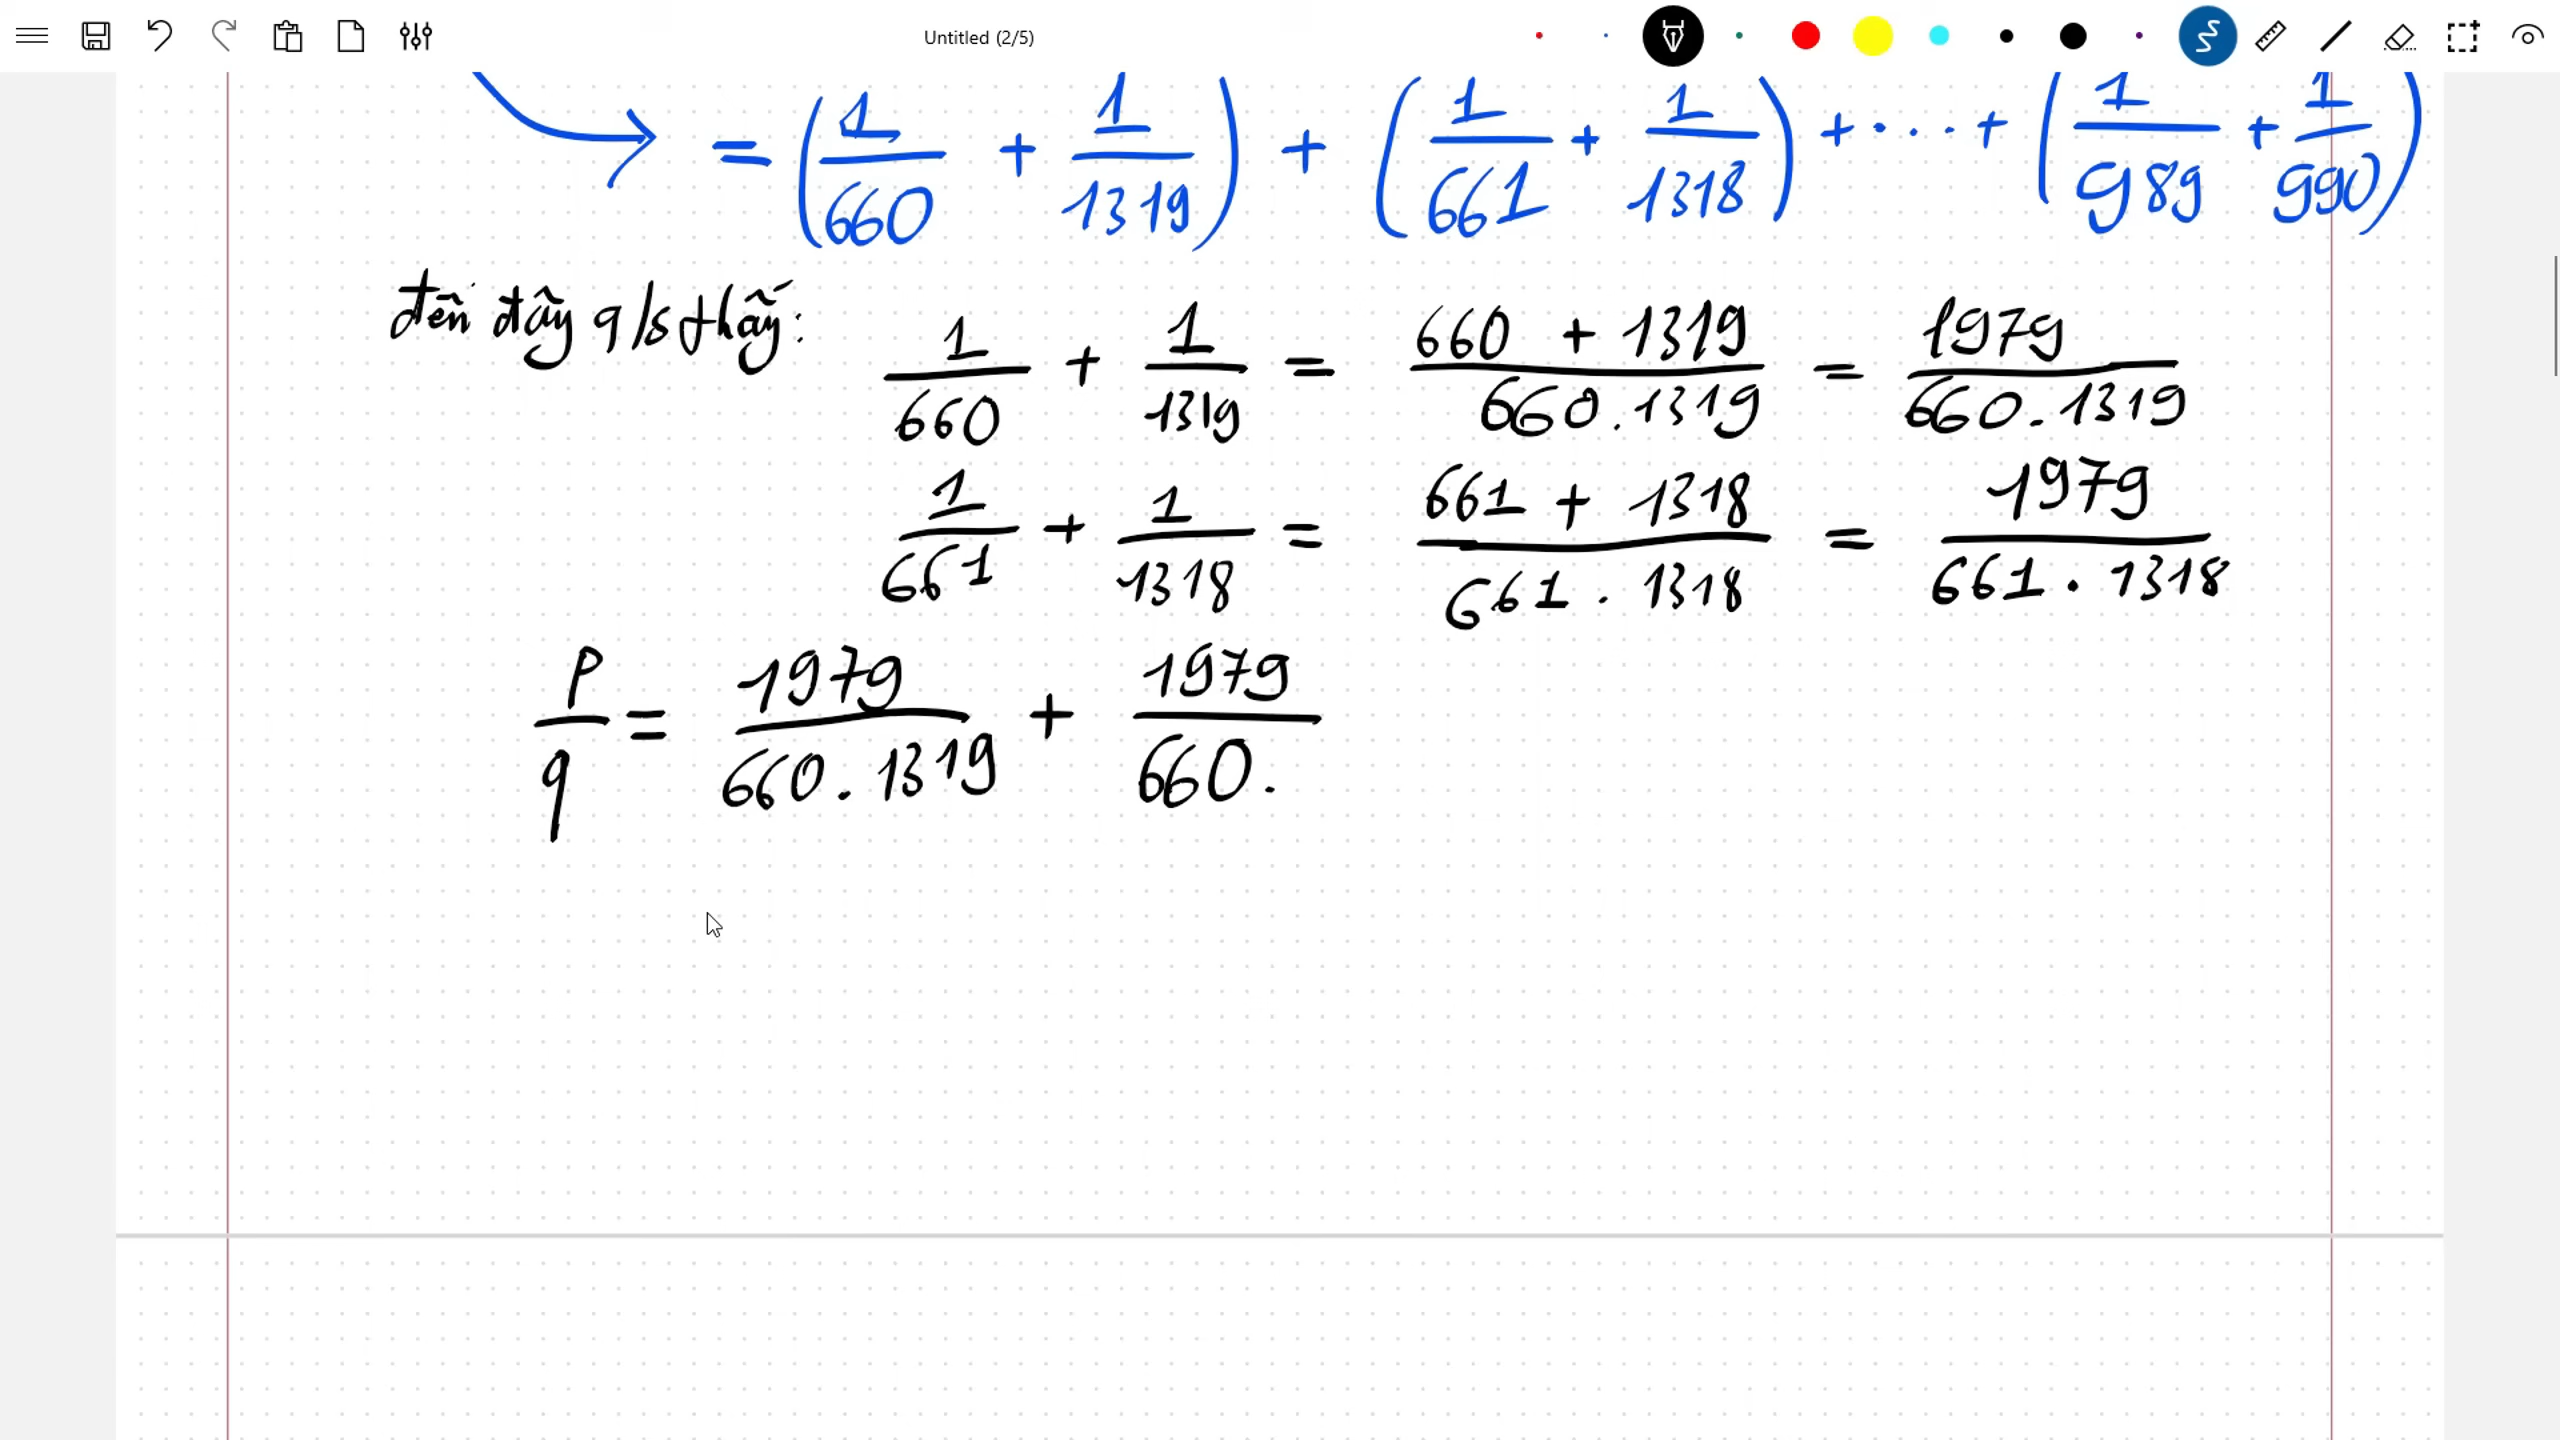 Untitled (2/5)
= (1/660 + 1/1319) + (1/661 + 1/1318) + ... + (1/989 + 1/990)
đến đây q/s thấy: 1/660 + 1/1319 = (660 + 1319)/(660 . 1319) = 1979/(660 . 1319)
1/661 + 1/1318 = (661 + 1318)/(661 . 1318) = 1979/(661 . 1318)
p/q = 1979/(660 . 1319) + 1979/(660 .